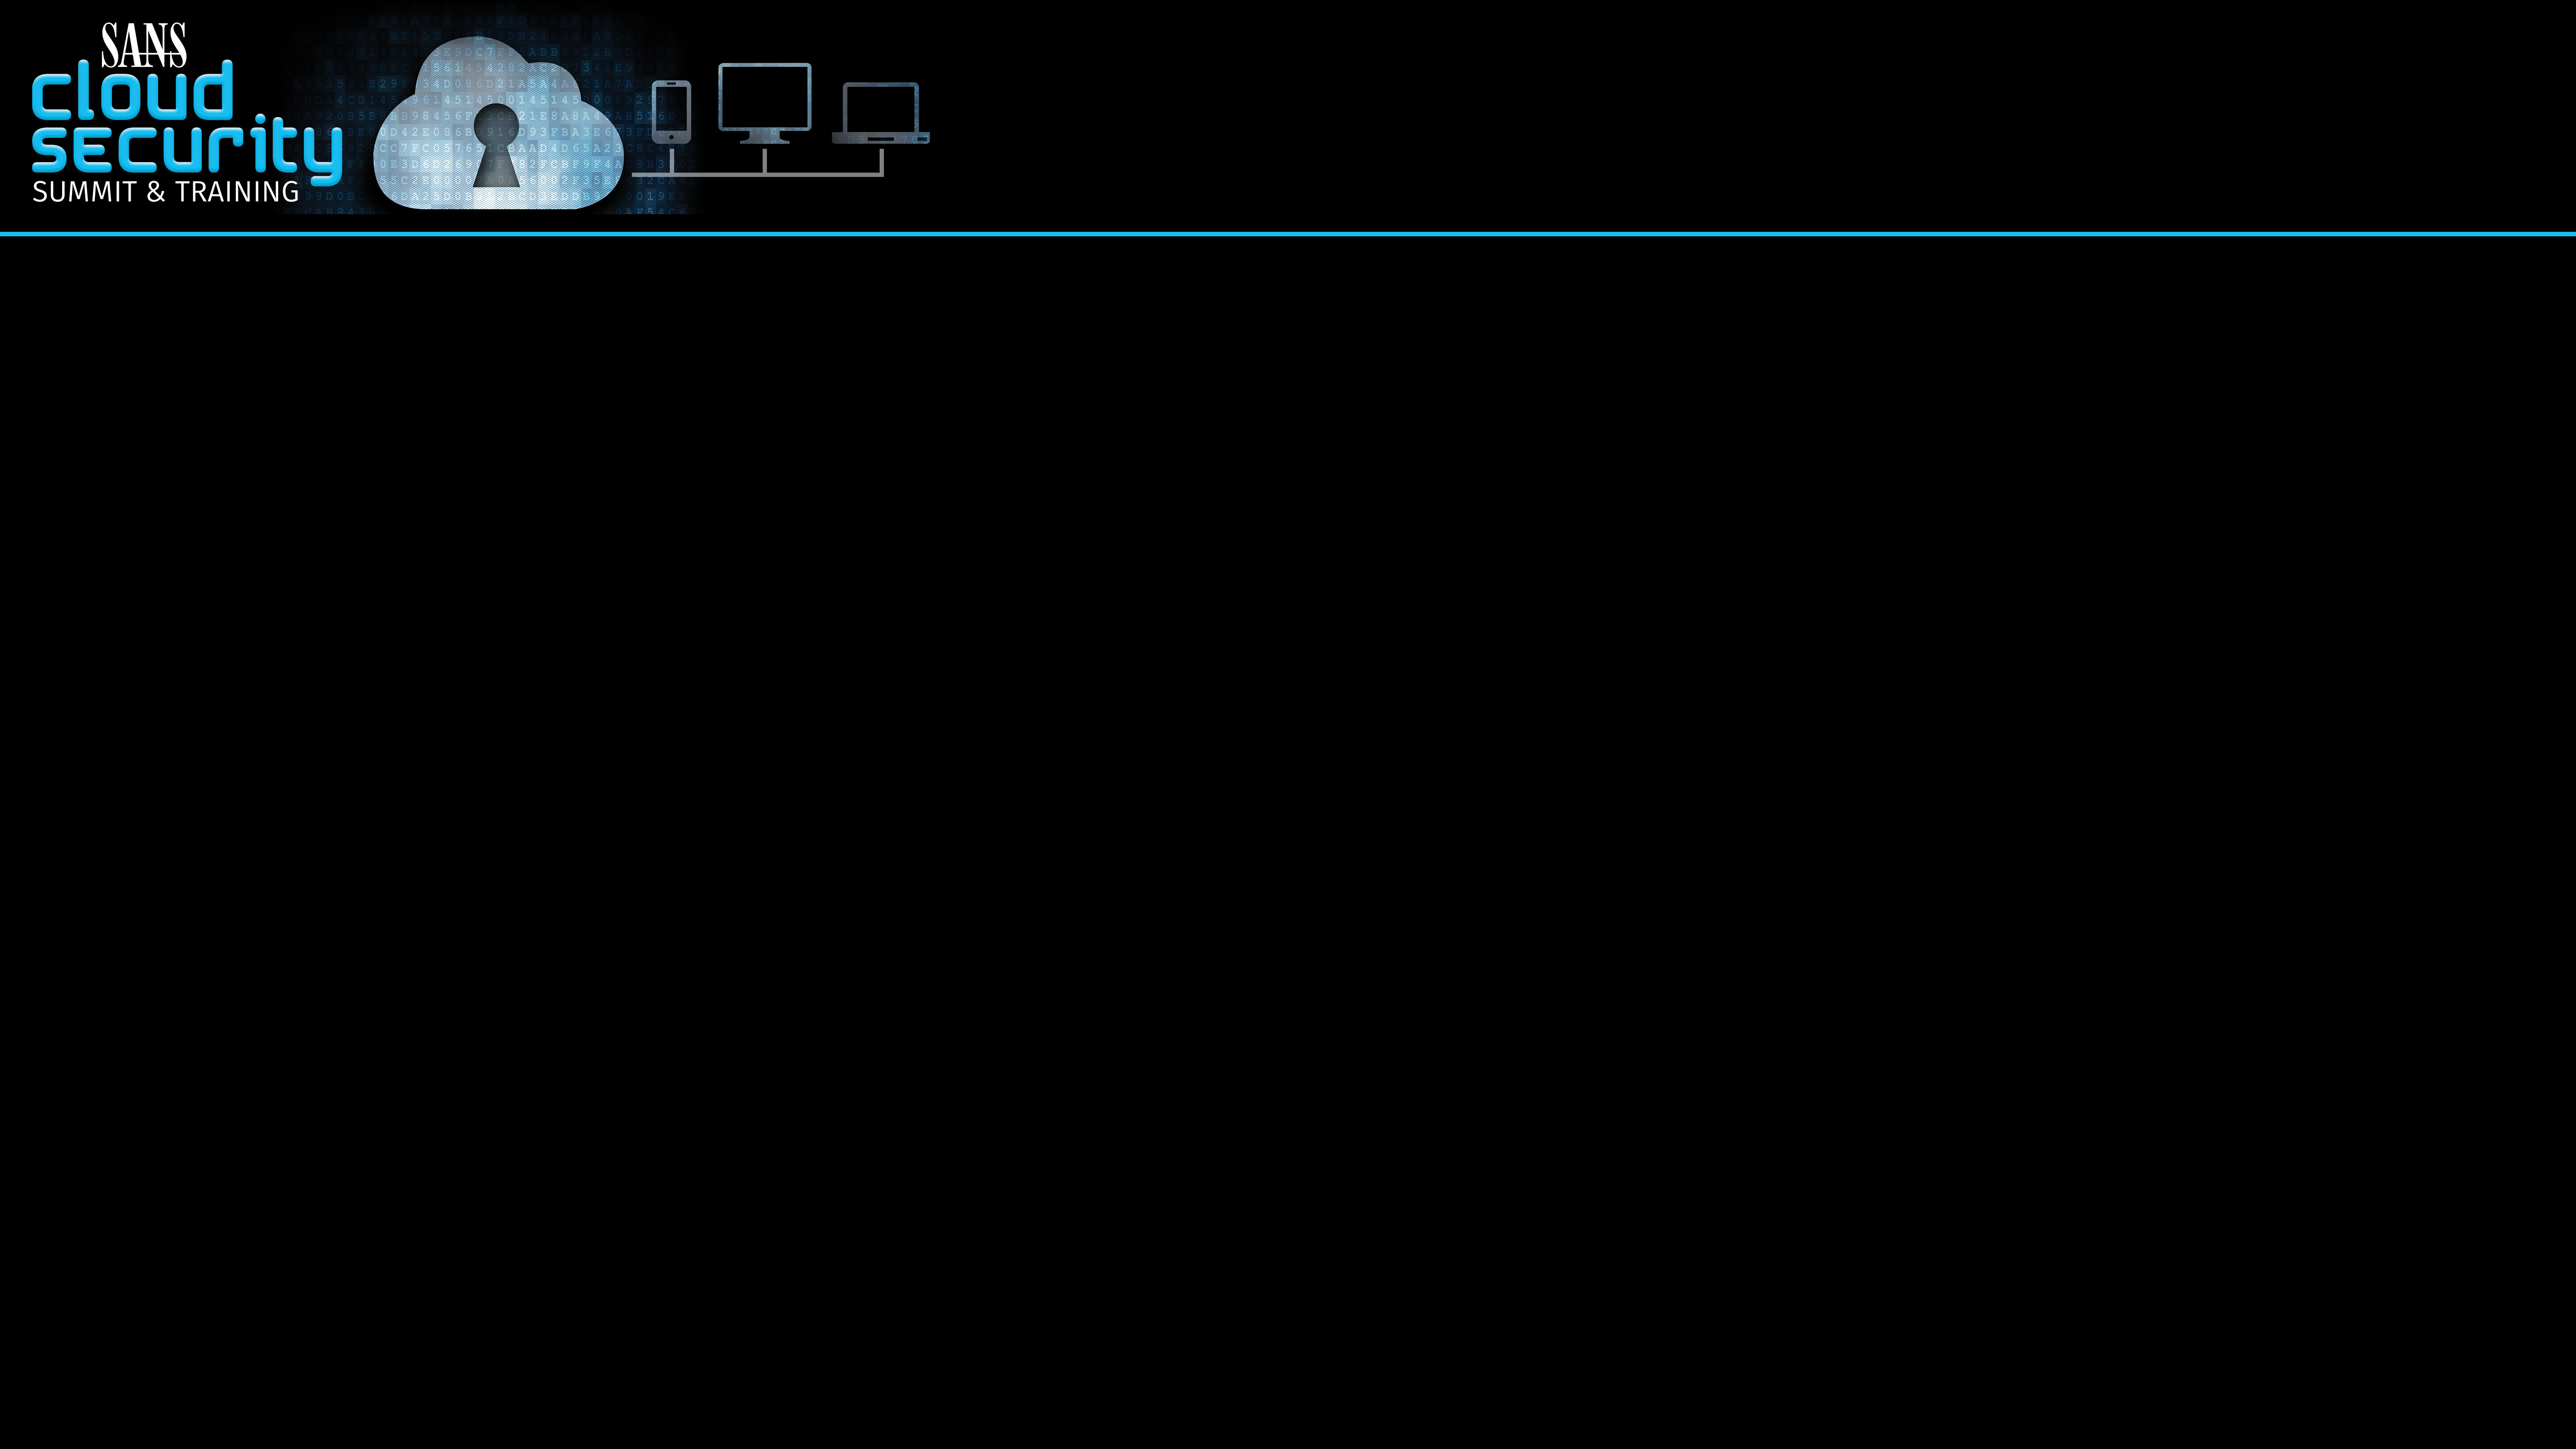 SANS
cloud
security
SUMMIT & TRAINING